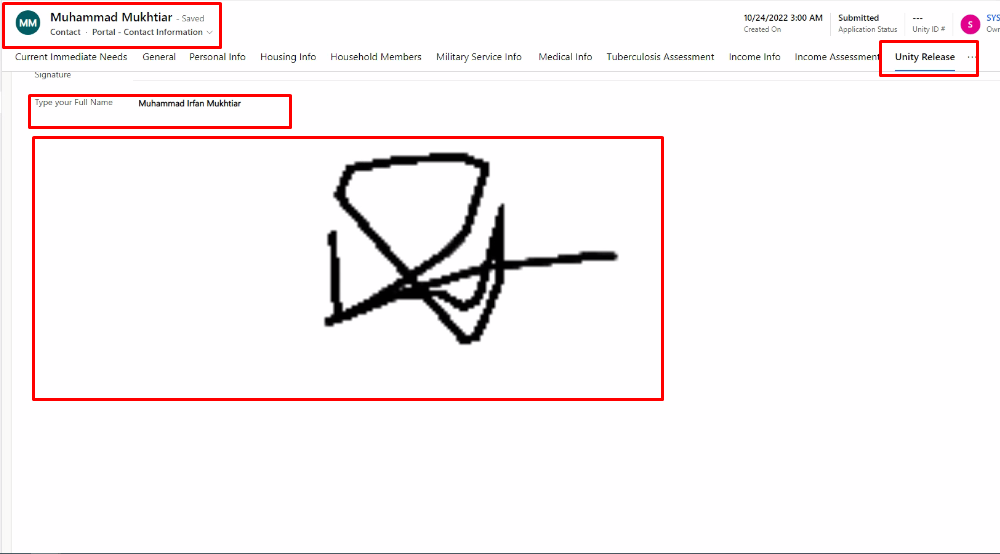 MM
Muhammad Mukhtiar - Saved
Contact · Portal - Contact Information
10/24/2022 3:00 AM
Created On
Submitted
Application Status
---
Unity ID #
S
SYS
Own
Current Immediate Needs General Personal Info Housing Info Household Members Military Service Info Medical Info Tuberculosis Assessment Income Info Income Assessment Unity Release ...
Signature
Type your Full Name Muhammad Irfan Mukhtiar